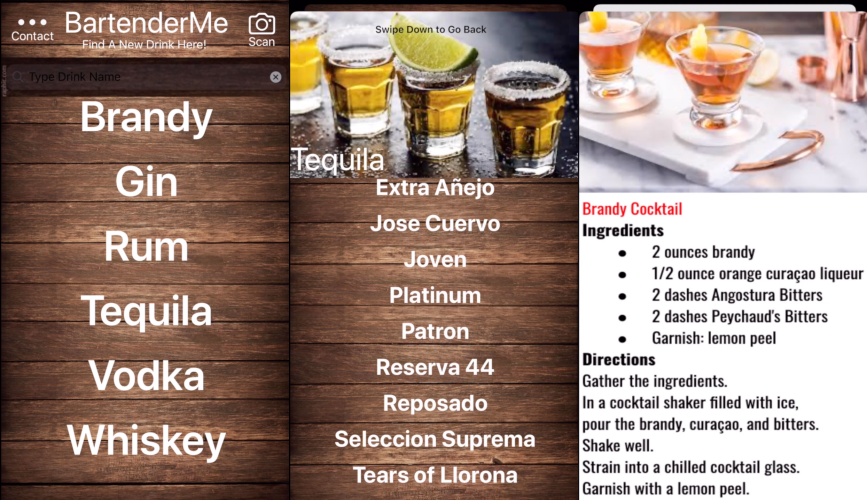 Contact
BartenderMe
Find A New Drink Here!
Scan
Type Drink Name
Brandy
Gin
Rum
Tequila
Vodka
Whiskey
Swipe Down to Go Back
Tequila
Extra Añejo
Jose Cuervo
Joven
Platinum
Patron
Reserva 44
Reposado
Seleccion Suprema
Tears of Llorona
Brandy Cocktail
Ingredients
2 ounces brandy
1/2 ounce orange curaçao liqueur
2 dashes Angostura Bitters
2 dashes Peychaud's Bitters
Garnish: lemon peel
Directions
Gather the ingredients.
In a cocktail shaker filled with ice,
pour the brandy, curaçao, and bitters.
Shake well.
Strain into a chilled cocktail glass.
Garnish with a lemon peel.